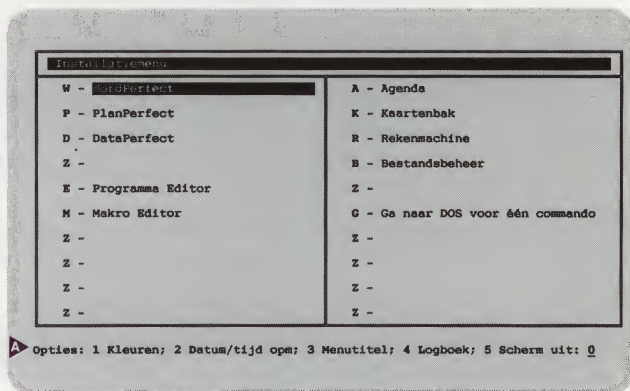 Installatiemenu
W - WordPerfect
P - PlanPerfect
D - DataPerfect
Z -
E - Programma Editor
M - Makro Editor
Z -
Z -
Z -
Z -
A - Agenda
K - Kaartenbak
R - Rekenmachine
B - Bestandsbeheer
Z -
G - Ga naar DOS voor één commando
Z -
Z -
Z -
Z -
A Opties: 1 Kleuren; 2 Datum/tijd opm; 3 Menutitel; 4 Logboek; 5 Scherm uit: 0